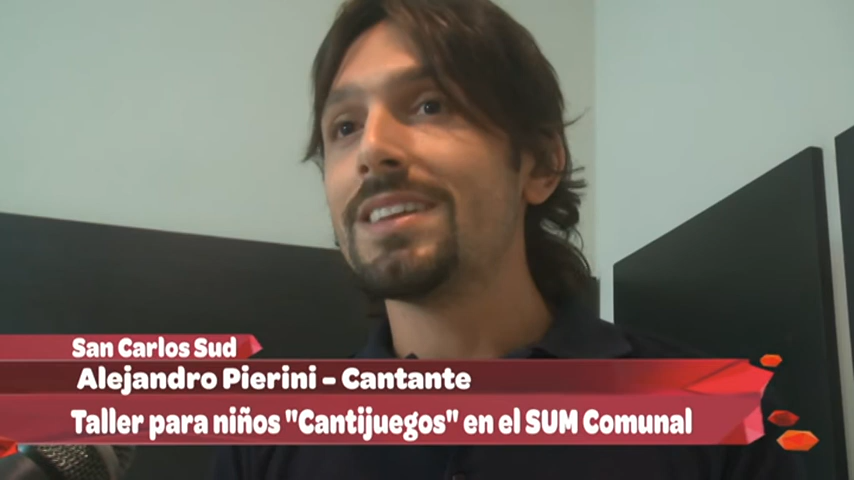 San Carlos Sud
Alejandro Pierini - Cantante
Taller para niños "Cantijuegos" en el SUM Comunal